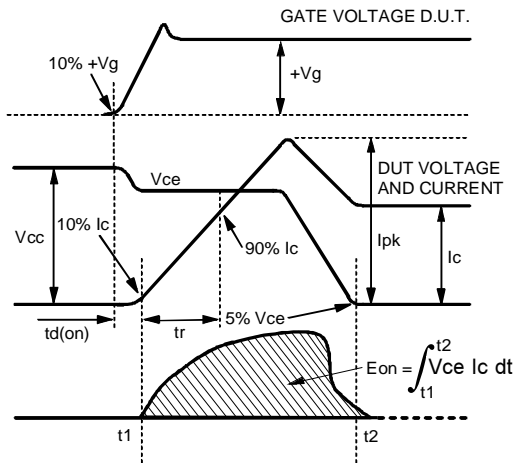 GATE VOLTAGE D.U.T.
10% +Vg
+Vg
Vce
DUT VOLTAGE
AND CURRENT
10% Ic
Vcc
90% Ic
Ipk
Ic
td(on)
tr
5% Vce
Eon = ∫ Vce Ic dt
t2
t1
t1
t2